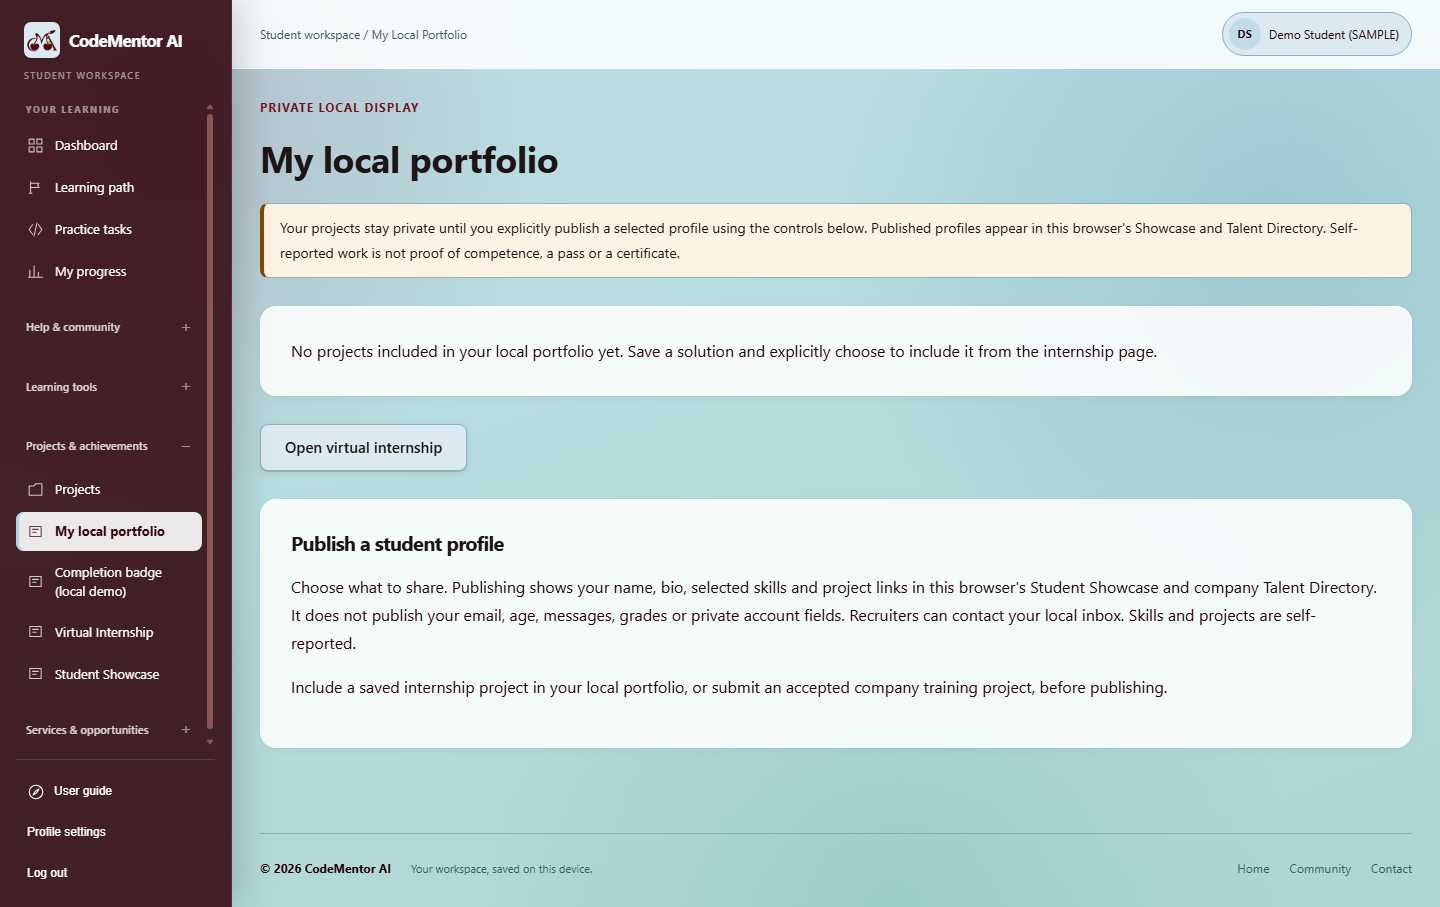 CodeMentor AI
STUDENT WORKSPACE
YOUR LEARNING
Dashboard
Learning path
Practice tasks
My progress
Help & community
Learning tools
Projects & achievements
Projects
My local portfolio
Completion badge
(local demo)
Virtual Internship
Student Showcase
Services & opportunities
User guide
Profile settings
Log out
Student workspace / My Local Portfolio
DS Demo Student (SAMPLE)
PRIVATE LOCAL DISPLAY
My local portfolio
Your projects stay private until you explicitly publish a selected profile using the controls below. Published profiles appear in this browser's Showcase and Talent Directory. Self-
reported work is not proof of competence, a pass or a certificate.
No projects included in your local portfolio yet. Save a solution and explicitly choose to include it from the internship page.
Open virtual internship
Publish a student profile
Choose what to share. Publishing shows your name, bio, selected skills and project links in this browser's Student Showcase and company Talent Directory.
It does not publish your email, age, messages, grades or private account fields. Recruiters can contact your local inbox. Skills and projects are self-
reported.
Include a saved internship project in your local portfolio, or submit an accepted company training project, before publishing.
© 2026 CodeMentor AI Your workspace, saved on this device.
Home Community Contact